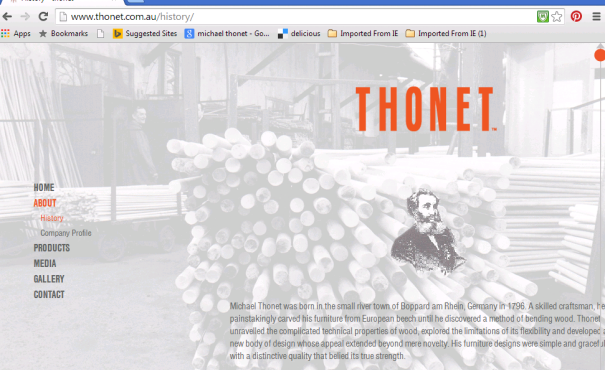 History - thonet
www.thonet.com.au/history/
Apps Bookmarks Suggested Sites michael thonet - Go... delicious Imported From IE Imported From IE (1)
THONET™
HOME
ABOUT
History
Company Profile
PRODUCTS
MEDIA
GALLERY
CONTACT
Michael Thonet was born in the small river town of Boppard am Rhein, Germany in 1796. A skilled craftsman, he
painstakingly carved his furniture from European beech until he discovered a method of bending wood. Thonet
unravelled the complicated technical properties of wood, explored the limitations of its flexibility and developed a
new body of design whose appeal extended beyond mere novelty. His furniture designs were simple and graceful
with a distinctive quality that belied its true strength.